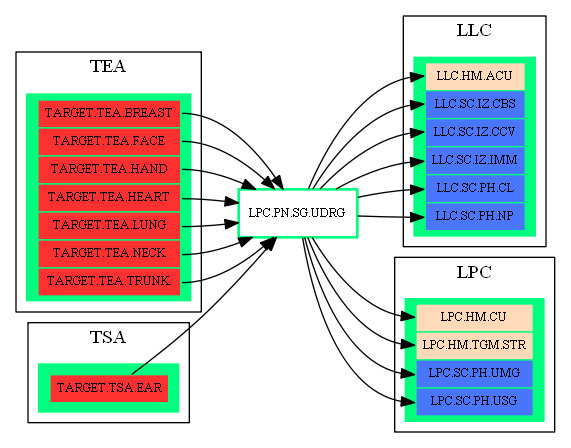 TEA
TARGET.TEA.BREAST
TARGET.TEA.FACE
TARGET.TEA.HAND
TARGET.TEA.HEART
TARGET.TEA.LUNG
TARGET.TEA.NECK
TARGET.TEA.TRUNK
TSA
TARGET.TSA.EAR
LPC.PN.SG.UDRG
LLC
LLC.HM.ACU
LLC.SC.IZ.CBS
LLC.SC.IZ.CCV
LLC.SC.IZ.IMM
LLC.SC.PH.CL
LLC.SC.PH.NP
LPC
LPC.HM.CU
LPC.HM.TGM.STR
LPC.SC.PH.UMG
LPC.SC.PH.USG